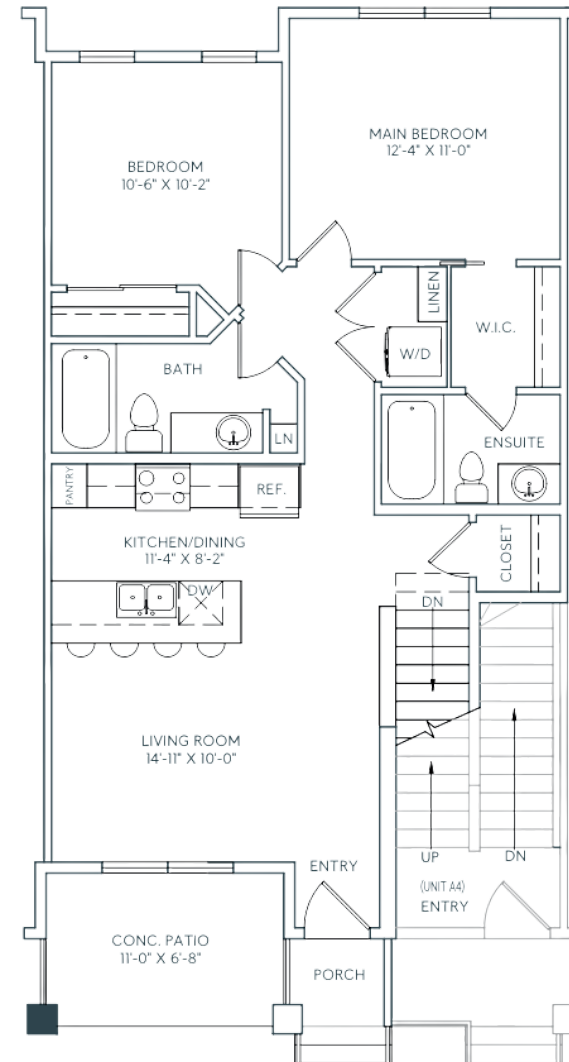 MAIN BEDROOM
12'-4" X 11'-0"
BEDROOM
10'-6" X 10'-2"
LINEN
W.I.C.
W/D
BATH
LN
ENSUITE
PANTRY
REF.
CLOSET
KITCHEN/DINING
11'-4" X 8'-2"
DW
DN
LIVING ROOM
14'-11" X 10'-0"
UP
DN
ENTRY
(UNIT A4)
ENTRY
CONC. PATIO
11'-0" X 6'-8"
PORCH